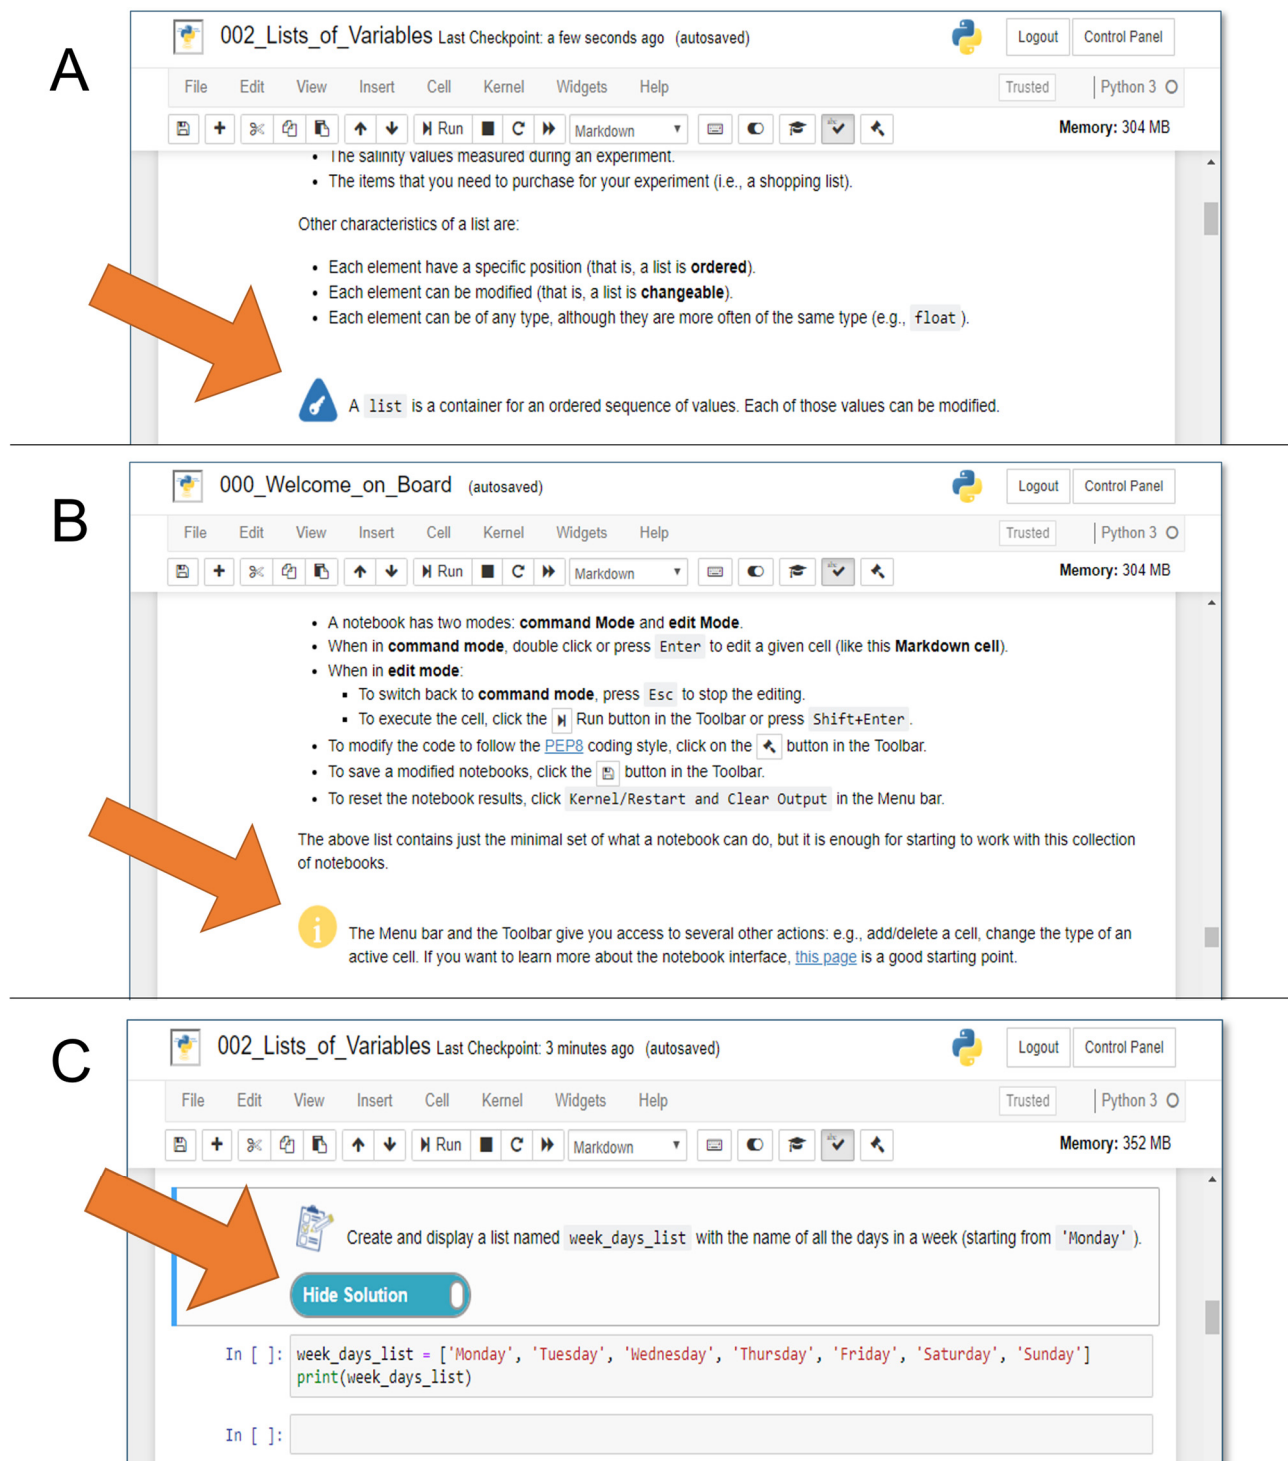 A
002_Lists_of_Variables Last Checkpoint: a few seconds ago (autosaved)
Logout Control Panel
File Edit View Insert Cell Kernel Widgets Help Trusted Python 3
Run Markdown Memory: 304 MB
• The salinity values measured during an experiment.
• The items that you need to purchase for your experiment (i.e., a shopping list).
Other characteristics of a list are:
• Each element have a specific position (that is, a list is ordered).
• Each element can be modified (that is, a list is changeable).
• Each element can be of any type, although they are more often of the same type (e.g., float ).
A list is a container for an ordered sequence of values. Each of those values can be modified.
B
000_Welcome_on_Board (autosaved)
Logout Control Panel
File Edit View Insert Cell Kernel Widgets Help Trusted Python 3
Run Markdown Memory: 304 MB
• A notebook has two modes: command Mode and edit Mode.
• When in command mode, double click or press Enter to edit a given cell (like this Markdown cell).
• When in edit mode:
▪ To switch back to command mode, press Esc to stop the editing.
▪ To execute the cell, click the Run button in the Toolbar or press Shift+Enter .
• To modify the code to follow the PEP8 coding style, click on the button in the Toolbar.
• To save a modified notebooks, click the button in the Toolbar.
• To reset the notebook results, click Kernel/Restart and Clear Output in the Menu bar.
The above list contains just the minimal set of what a notebook can do, but it is enough for starting to work with this collection
of notebooks.
The Menu bar and the Toolbar give you access to several other actions: e.g., add/delete a cell, change the type of an
active cell. If you want to learn more about the notebook interface, this page is a good starting point.
C
002_Lists_of_Variables Last Checkpoint: 3 minutes ago (autosaved)
Logout Control Panel
File Edit View Insert Cell Kernel Widgets Help Trusted Python 3
Run Markdown Memory: 352 MB
Create and display a list named week_days_list with the name of all the days in a week (starting from 'Monday' ).
Hide Solution
In [ ]: week_days_list = ['Monday', 'Tuesday', 'Wednesday', 'Thursday', 'Friday', 'Saturday', 'Sunday']
print(week_days_list)
In [ ]: